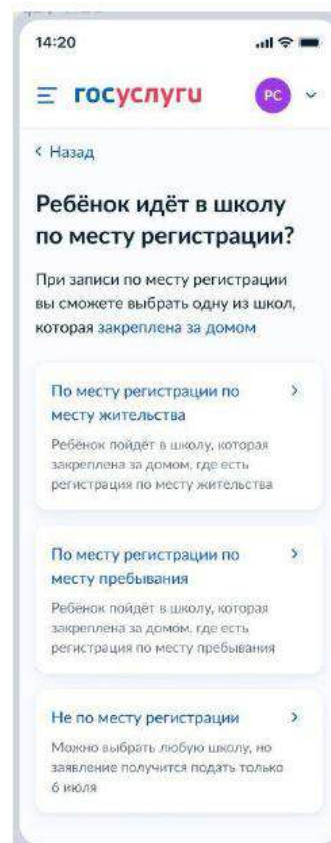 14:20
госуслуги
РС
Назад
Ребёнок идёт в школу
по месту регистрации?
При записи по месту регистрации
вы сможете выбрать одну из школ,
которая закреплена за домом
По месту регистрации по
месту жительства
Ребёнок пойдёт в школу, которая
закреплена за домом, где есть
регистрация по месту жительства
По месту регистрации по
месту пребывания
Ребёнок пойдёт в школу, которая
закреплена за домом, где есть
регистрация по месту пребывания
Не по месту регистрации
Можно выбрать любую школу, но
заявление получится подать только
6 июля